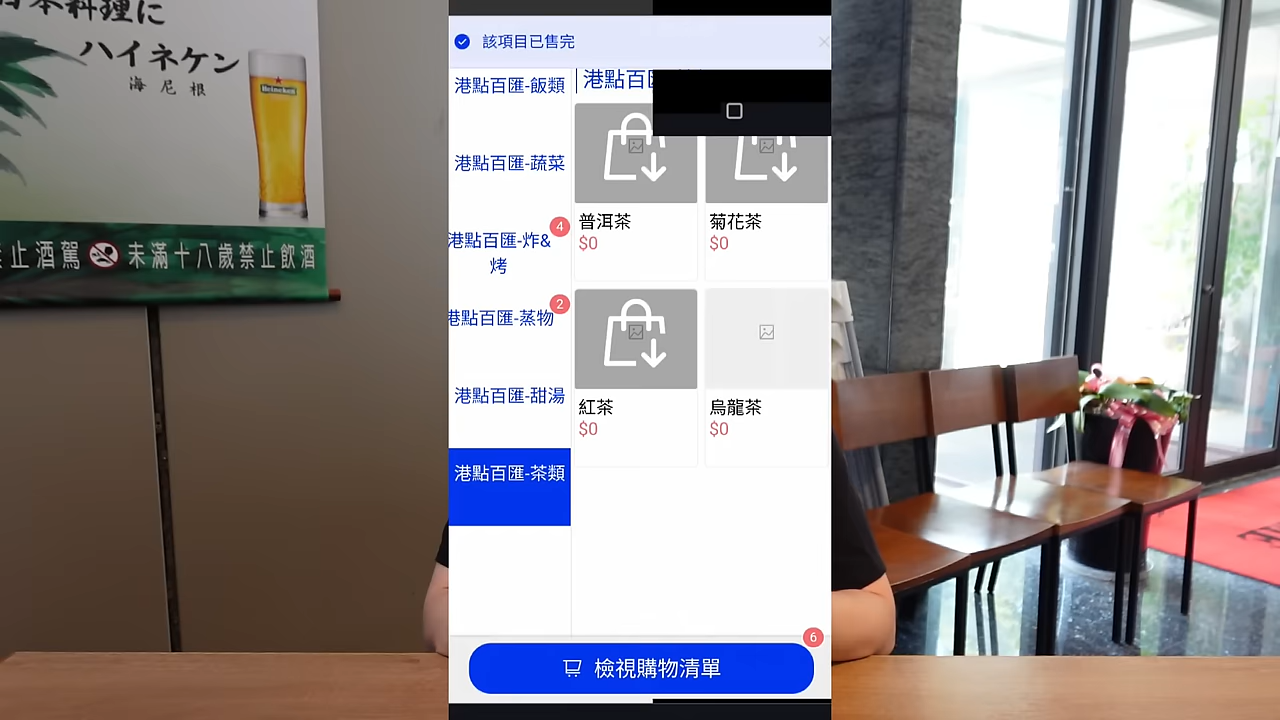 日本料理に
ハイネケン
海尼根
Heineken
止酒駕
未滿十八歲禁止飲酒
該項目已售完
港點百匯-飯類
港點百匯-蔬菜
4
港點百匯-炸&
烤
2
港點百匯-蒸物
港點百匯-甜湯
港點百匯-茶類
港點百
普洱茶
$0
菊花茶
$0
紅茶
$0
烏龍茶
$0
6
檢視購物清單